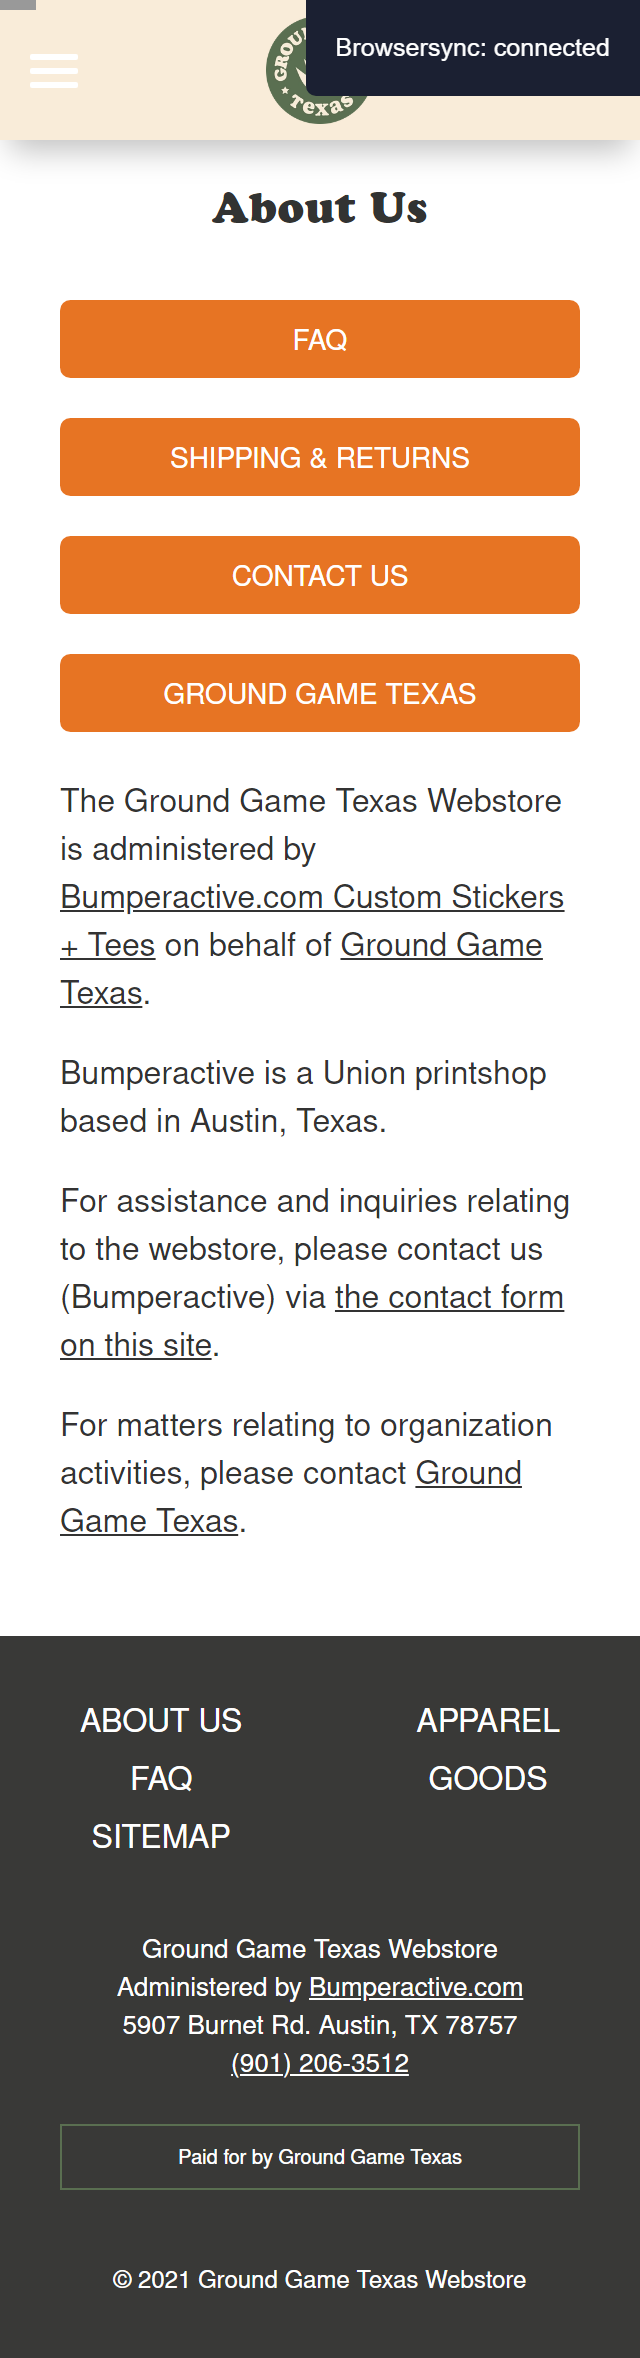 GROU
Texas
Browsersync: connected
About Us
FAQ
SHIPPING & RETURNS
CONTACT US
GROUND GAME TEXAS
The Ground Game Texas Webstore
is administered by
Bumperactive.com Custom Stickers
+ Tees on behalf of Ground Game
Texas.
Bumperactive is a Union printshop
based in Austin, Texas.
For assistance and inquiries relating
to the webstore, please contact us
(Bumperactive) via the contact form
on this site.
For matters relating to organization
activities, please contact Ground
Game Texas.
ABOUT US
APPAREL
FAQ
GOODS
SITEMAP
Ground Game Texas Webstore
Administered by Bumperactive.com
5907 Burnet Rd. Austin, TX 78757
(901) 206-3512
Paid for by Ground Game Texas
© 2021 Ground Game Texas Webstore